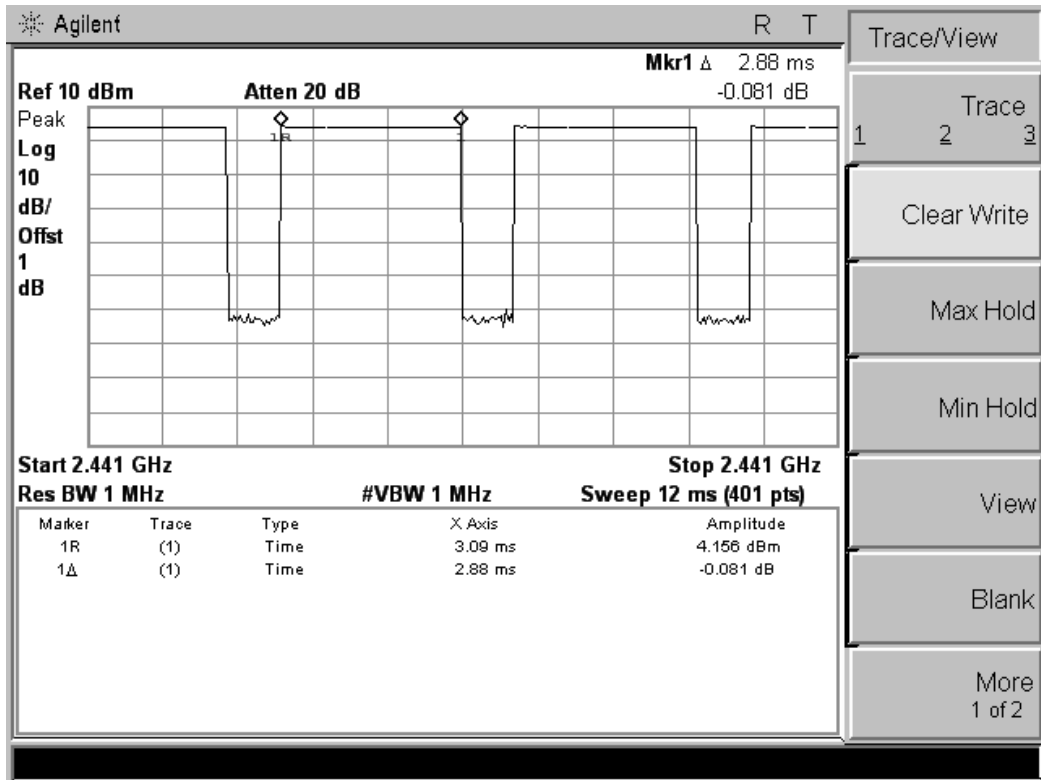 Agilent
R T
Mkr1 Δ 2.88 ms
Ref 10 dBm Atten 20 dB -0.081 dB
Peak
Log
10
dB/
Offst
1
dB
1R
1
Start 2.441 GHz Stop 2.441 GHz
Res BW 1 MHz #VBW 1 MHz Sweep 12 ms (401 pts)
Marker Trace Type X Axis Amplitude
1R (1) Time 3.09 ms 4.156 dBm
1Δ (1) Time 2.88 ms -0.081 dB
Trace/View
Trace
1 2 3
Clear Write
Max Hold
Min Hold
View
Blank
More
1 of 2